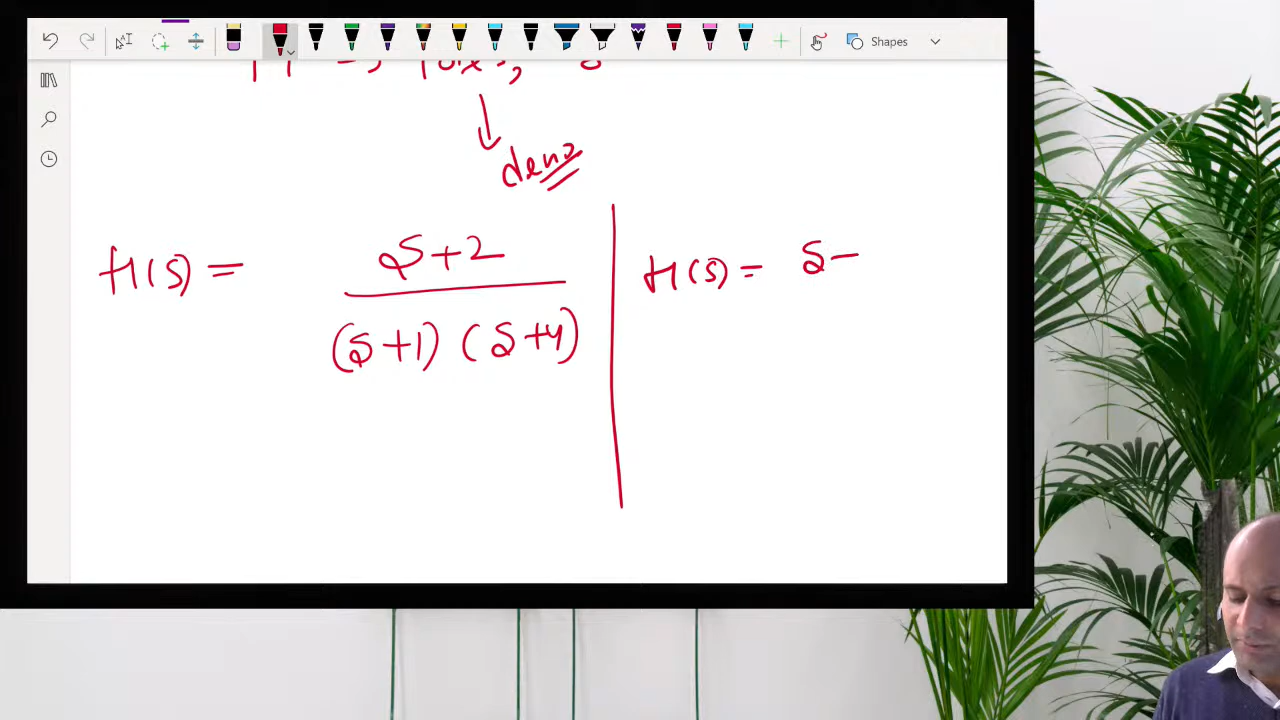 Shapes
deno
H(s) = S+2 / (S+1) (S+4)
H(s) = S-